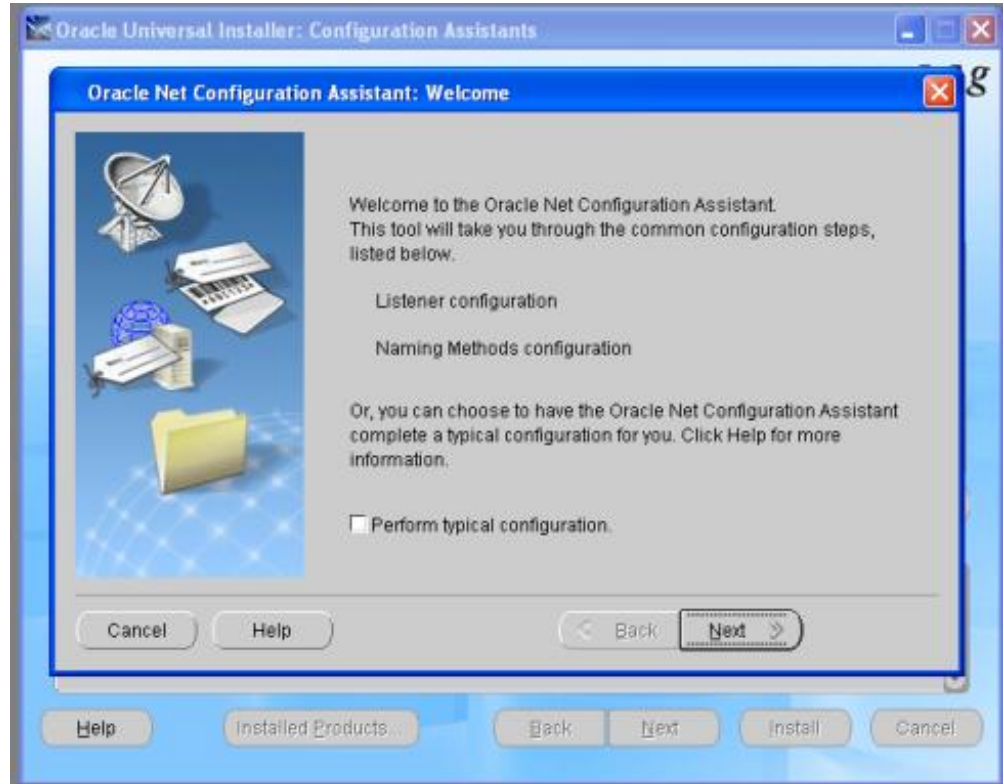 Oracle Universal Installer: Configuration Assistants
g
Oracle Net Configuration Assistant: Welcome
Welcome to the Oracle Net Configuration Assistant.
This tool will take you through the common configuration steps,
listed below.
Listener configuration
Naming Methods configuration
Or, you can choose to have the Oracle Net Configuration Assistant
complete a typical configuration for you. Click Help for more
information.
Perform typical configuration.
Cancel Help Back Next
Help Installed Products... Back Next Install Cancel